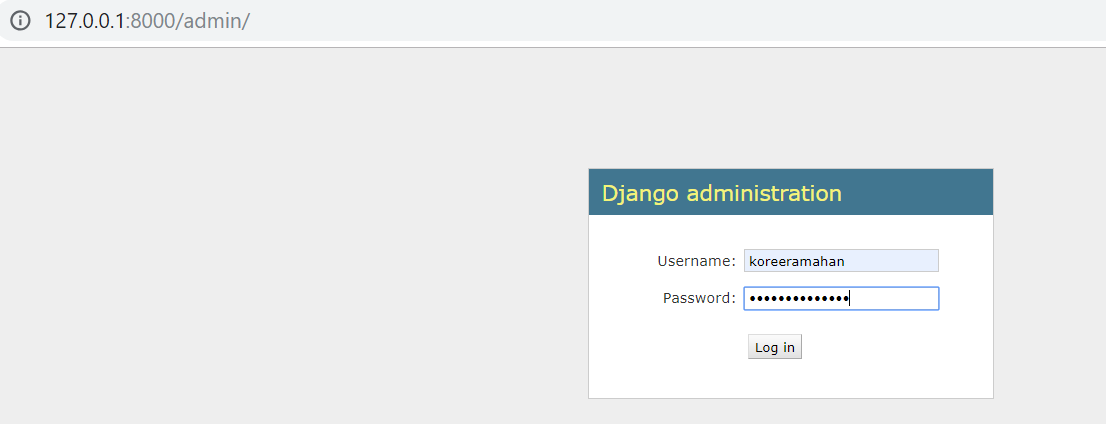 127.0.0.1:8000/admin/
Django administration
Username: koreeramahan
Password: ••••••••••••••
Log in